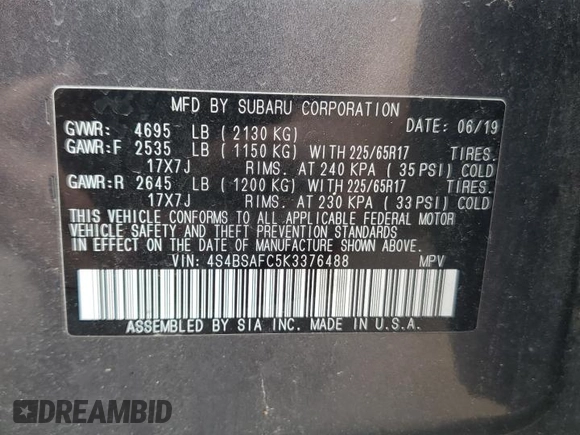 MFD BY SUBARU CORPORATION
GVWR: 4695 LB (2130 KG) DATE: 06/19
GAWR:F 2535 LB (1150 KG) WITH 225/65R17 TIRES.
17X7J RIMS. AT 240 KPA (35 PSI) COLD
GAWR:R 2645 LB (1200 KG) WITH 225/65R17 TIRES.
17X7J RIMS. AT 230 KPA (33 PSI) COLD
THIS VEHICLE CONFORMS TO ALL APPLICABLE FEDERAL MOTOR
VEHICLE SAFETY AND THEFT PREVENTION STANDARDS
IN EFFECT ON THE DATE OF MANUFACTURE SHOWN ABOVE.
VIN: 4S4BSAFC5K3376488 MPV
ASSEMBLED BY SIA INC. MADE IN U.S.A.
DREAMBID